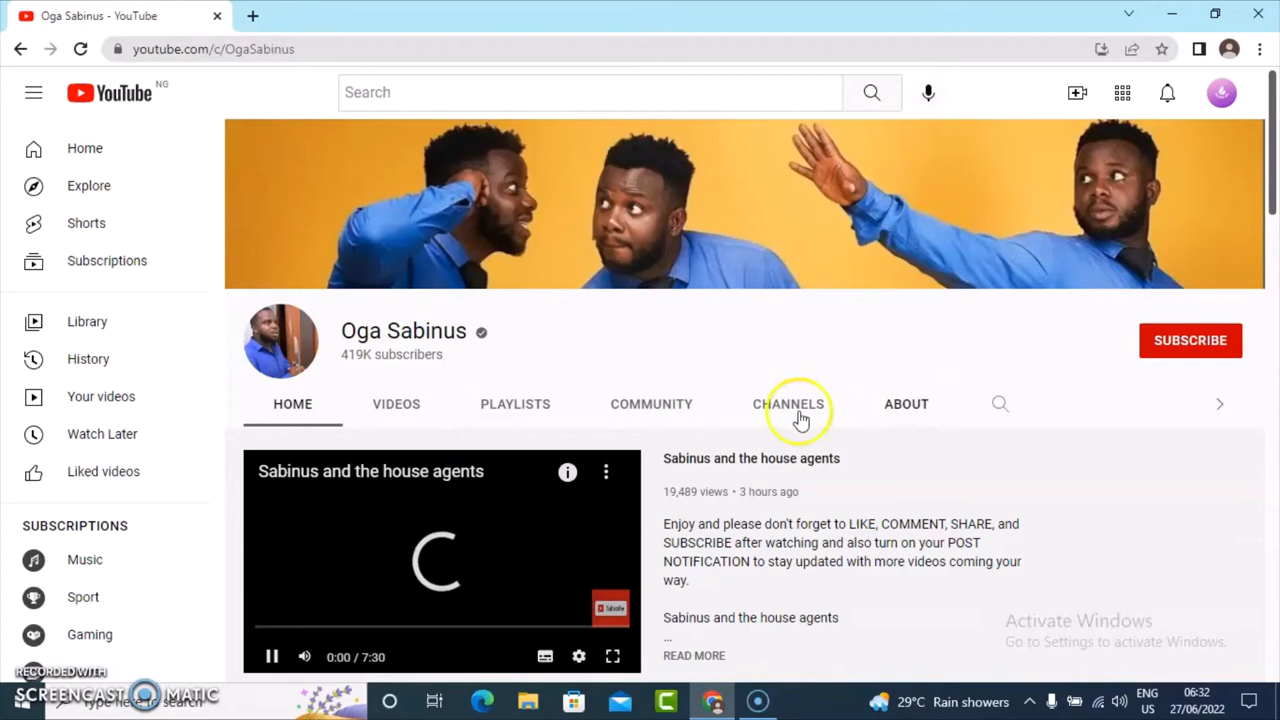 Oga Sabinus - YouTube
youtube.com/c/OgaSabinus
YouTube NG
Search
Home
Explore
Shorts
Subscriptions
Library
History
Your videos
Watch Later
Liked videos
SUBSCRIPTIONS
Music
Sport
Gaming
Oga Sabinus
419K subscribers
SUBSCRIBE
HOME VIDEOS PLAYLISTS COMMUNITY CHANNELS ABOUT
Sabinus and the house agents
Subscribe
0:00 / 7:30
Sabinus and the house agents
19,489 views • 3 hours ago
Enjoy and please don't forget to LIKE, COMMENT, SHARE, and
SUBSCRIBE after watching and also turn on your POST
NOTIFICATION to stay updated with more videos coming your
way.
Sabinus and the house agents
...
READ MORE
Activate Windows
Go to Settings to activate Windows.
RECORDED WITH
SCREENCAST MATIC
Type here to search
29°C Rain showers
ENG
US
06:32
27/06/2022